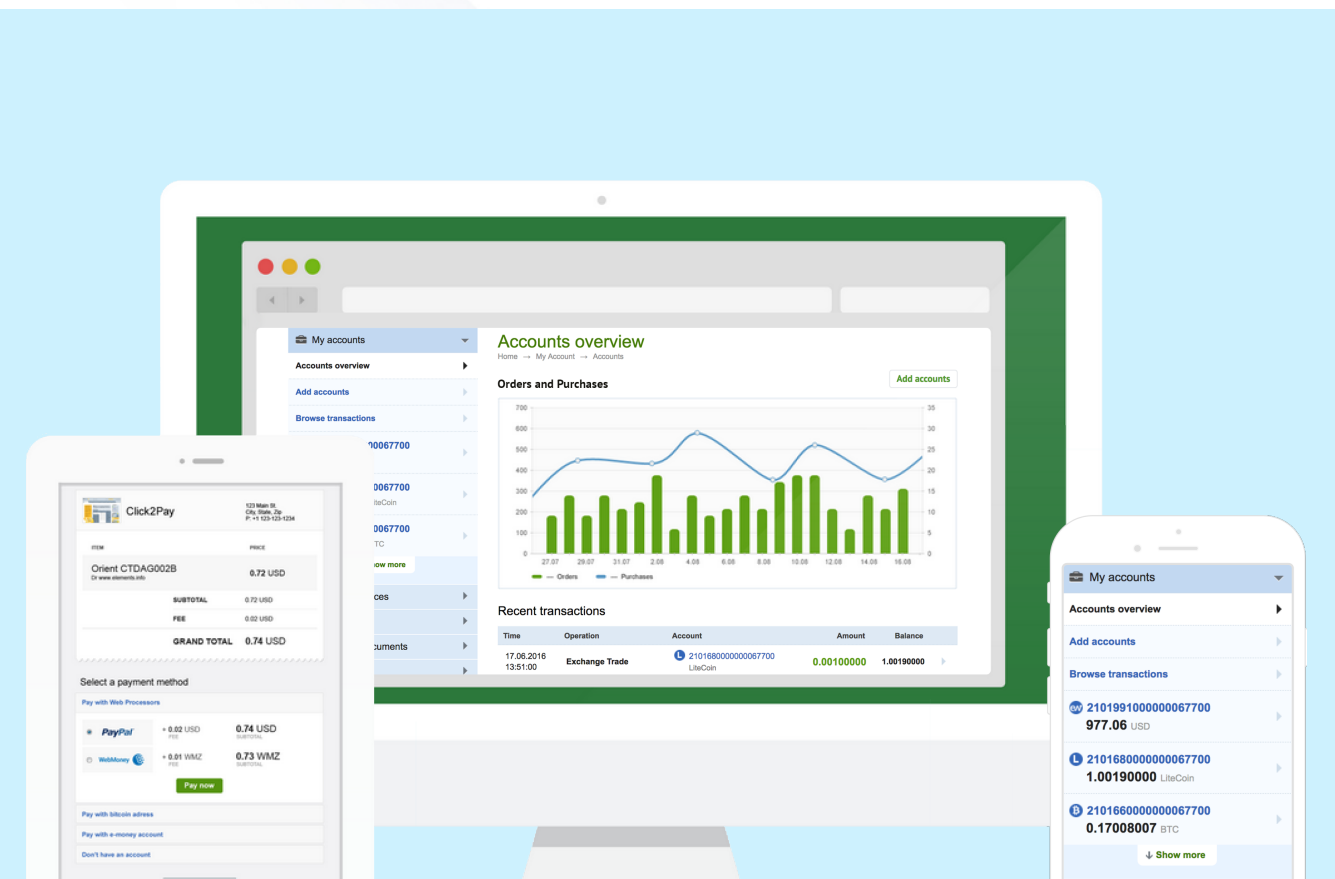 My accounts
Accounts overview
Add accounts
Browse transactions
0067700
0067700
iteCoin
0067700
TC
ow more
ces
cuments
Accounts overview
Home → My Account → Accounts
Orders and Purchases
Add accounts
700
600
500
400
300
200
100
0
35
30
25
20
15
10
5
0
27.07 29.07 31.07 2.08 4.08 6.08 8.08 10.08 12.08 14.08 16.08
— Orders — Purchases
Recent transactions
Time Operation Account Amount Balance
17.06.2016
13:51:00
Exchange Trade
2101680000000067700
LiteCoin
0.00100000
1.00190000
Click2Pay
123 Main St.
City, State, Zip
P: +1 123-123-1234
ITEM PRICE
Orient CTDAG002B
Dr www.elements.info
0.72 USD
SUBTOTAL 0.72 USD
FEE 0.02 USD
GRAND TOTAL 0.74 USD
Select a payment method
Pay with Web Processors
PayPal
+ 0.02 USD
FEE
0.74 USD
SUBTOTAL
WebMoney
+ 0.01 WMZ
FEE
0.73 WMZ
SUBTOTAL
Pay now
Pay with bitcoin adress
Pay with e-money account
Don't have an account
My accounts
Accounts overview
Add accounts
Browse transactions
2101991000000067700
977.06 USD
2101680000000067700
1.00190000 LiteCoin
2101660000000067700
0.17008007 BTC
↓ Show more